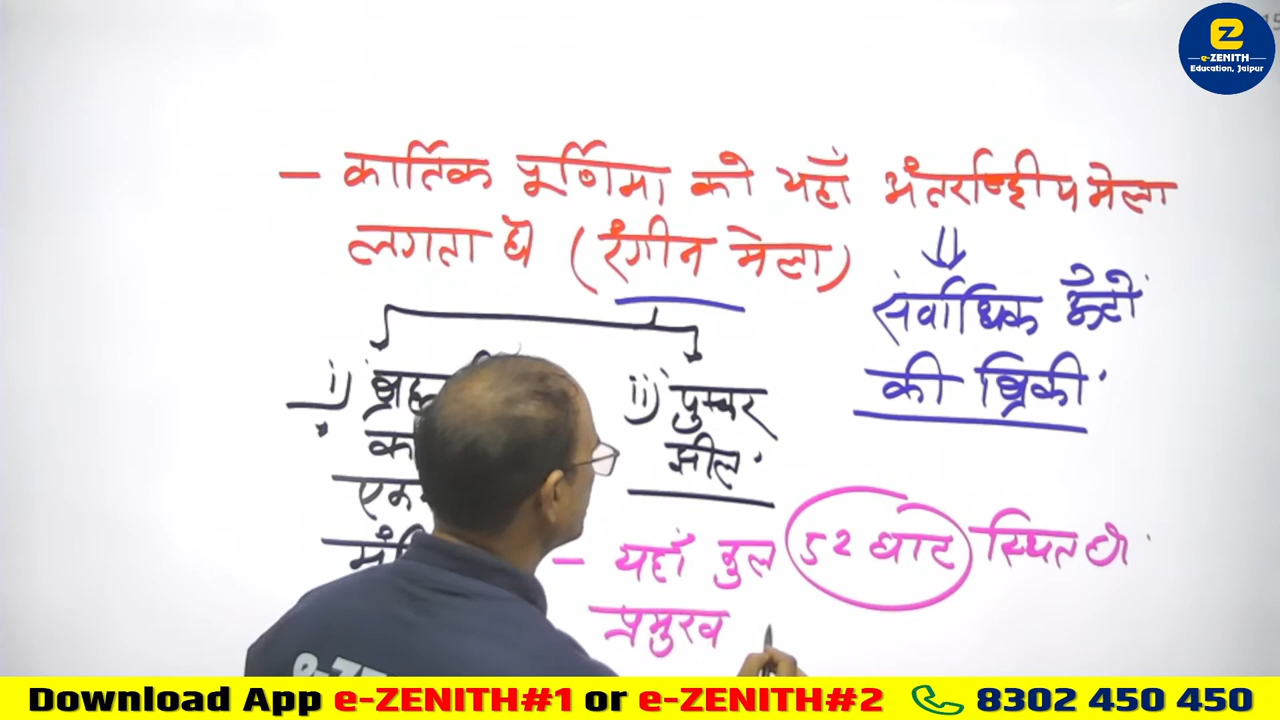 e-ZENITH
Education, Jaipur
- कार्तिक पूर्णिमा को यहाँ अंतर्राष्ट्रीय मेला
लगता है (रंगीन मेला)
सर्वाधिक ऊँटों
की बिक्री
i)
ii) पुष्कर
झील
- यहाँ कुल 52 घाट स्थित है
प्रमुख
Download App e-ZENITH#1 or e-ZENITH#2 8302 450 450